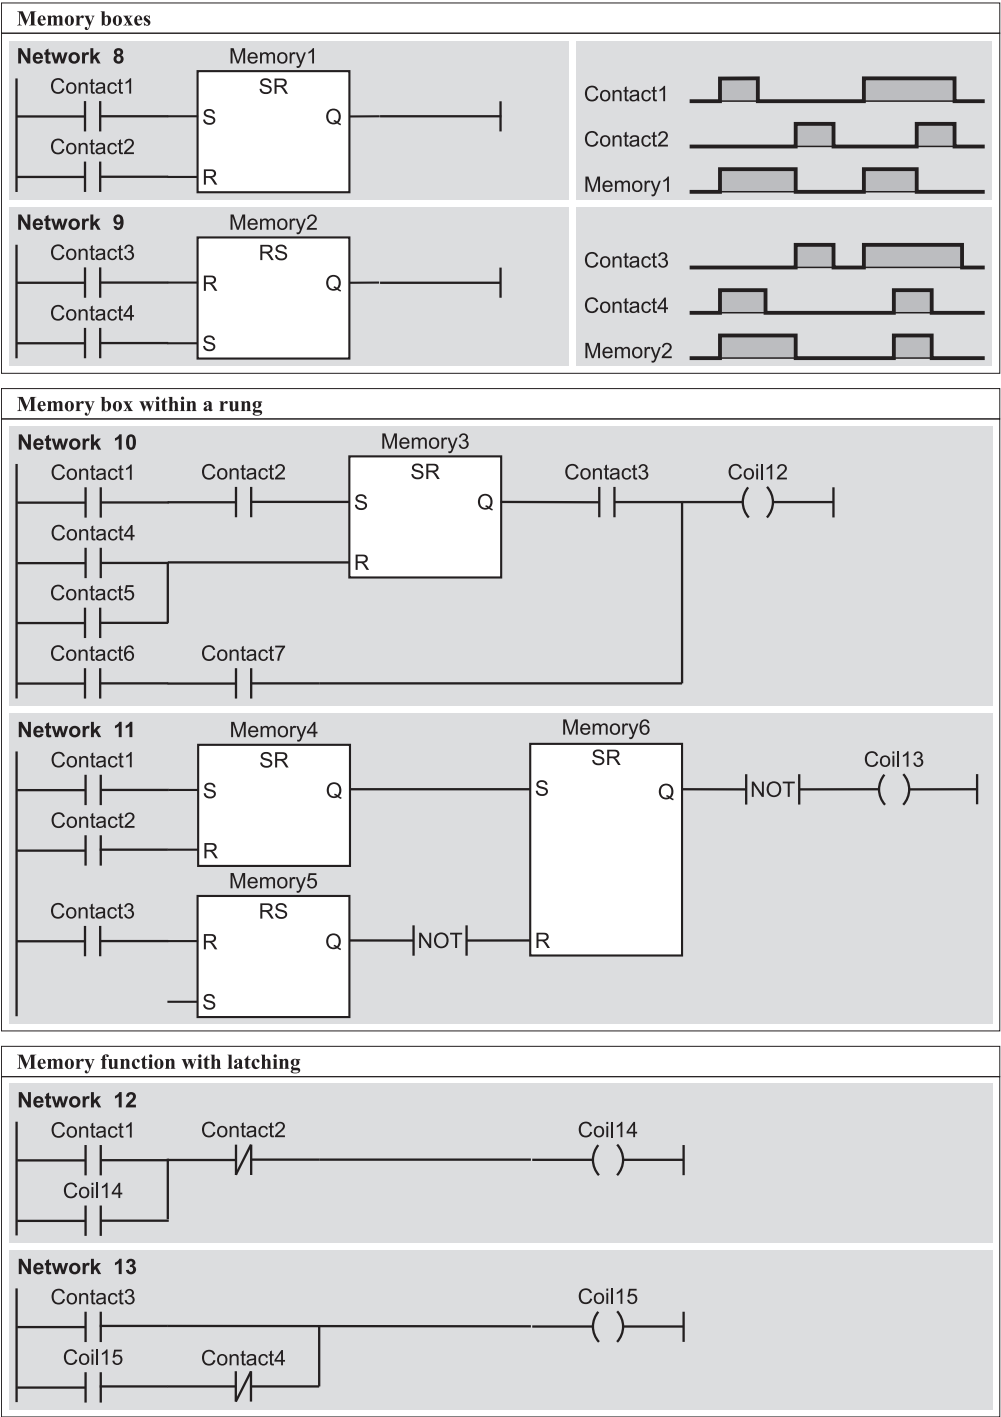 Memory boxes
Network 8
Memory1
Contact1
SR
S
Q
Contact2
R
Contact1
Contact2
Memory1
Network 9
Memory2
Contact3
RS
R
Q
Contact4
S
Contact3
Contact4
Memory2
Memory box within a rung
Network 10
Memory3
Contact1
Contact2
SR
Contact3
Coil12
S
Q
Contact4
R
Contact5
Contact6
Contact7
Network 11
Memory4
Memory6
Contact1
SR
SR
Coil13
S
Q
S
Q
NOT
Contact2
R
Memory5
Contact3
RS
R
Q
NOT
R
S
Memory function with latching
Network 12
Contact1
Contact2
Coil14
Coil14
Network 13
Contact3
Coil15
Coil15
Contact4